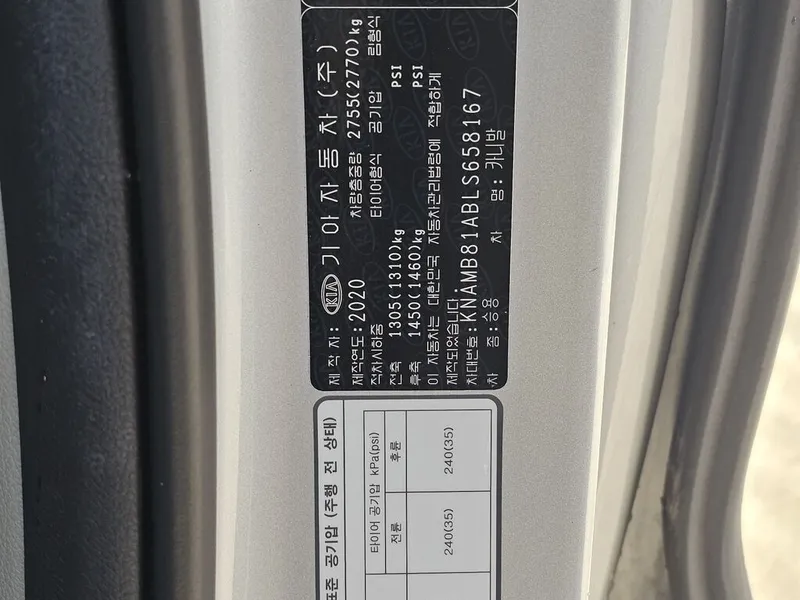 제 작 자: KIA 기아자동차(주)
제작연도: 2020 차량총중량 2755(2770)kg
적차시하중 타이어형식 공기압 림형식
전축 1305(1310)kg PSI
후축 1450(1460)kg PSI
이 자동차는 대한민국 자동차관리법령에 적합하게
제작되었습니다.
차대번호: KNAMB81ABLS658167
차 종: 승용 차 명: 카니발
표준 공기압 (주행 전 상태)
타이어 공기압 kPa(psi)
전륜 후륜
240(35) 240(35)